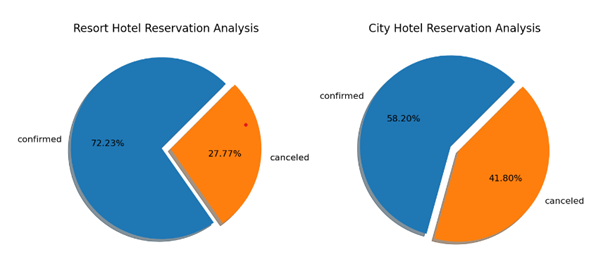 Resort Hotel Reservation Analysis
confirmed
72.23%
27.77%
canceled
City Hotel Reservation Analysis
confirmed
58.20%
41.80%
canceled